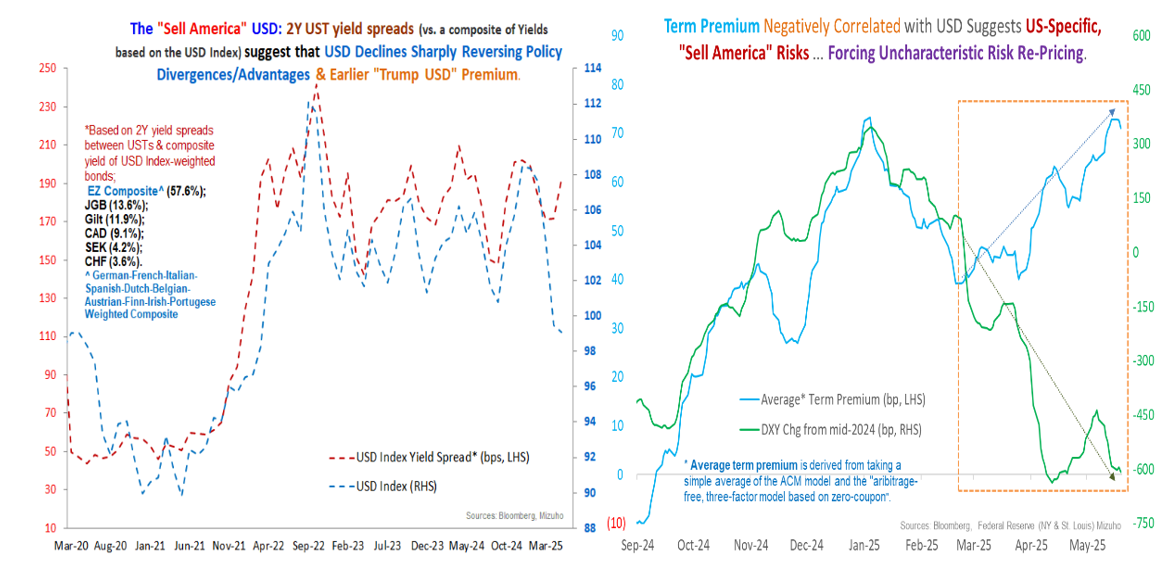 The "Sell America" USD: 2Y UST yield spreads (vs. a composite of Yields
based on the USD Index) suggest that USD Declines Sharply Reversing Policy
Divergences/Advantages & Earlier "Trump USD" Premium.
250
230
210
190
170
150
130
110
90
70
50
30
10
114
112
110
108
106
104
102
100
98
96
94
92
90
88
*Based on 2Y yield spreads
between USTs & composite
yield of USD Index-weighted
bonds;
EZ Composite^ (57.6%);
JGB (13.6%);
Gilt (11.9%);
CAD (9.1%);
SEK (4.2%);
CHF (3.6%).
^ German-French-Italian-
Spanish-Dutch-Belgian-
Austrian-Finn-Irish-Portugese
Weighted Composite
USD Index Yield Spread* (bps, LHS)
USD Index (RHS)
Sources: Bloomberg, Mizuho
Mar-20 Aug-20 Jan-21 Jun-21 Nov-21 Apr-22 Sep-22 Feb-23 Jul-23 Dec-23 May-24 Oct-24 Mar-25
Term Premium Negatively Correlated with USD Suggests US-Specific,
"Sell America" Risks ... Forcing Uncharacteristic Risk Re-Pricing.
90
80
70
60
50
40
30
20
10
0
(10)
600
450
300
150
0
-150
-300
-450
-600
-750
Average* Term Premium (bp, LHS)
DXY Chg from mid-2024 (bp, RHS)
* Average term premium is derived from taking a
simple average of the ACM model and the "aribitrage-
free, three-factor model based on zero-coupon".
Sources: Bloomberg, Federal Reserve (NY & St. Louis) Mizuho
Sep-24 Oct-24 Nov-24 Dec-24 Jan-25 Feb-25 Mar-25 Apr-25 May-25